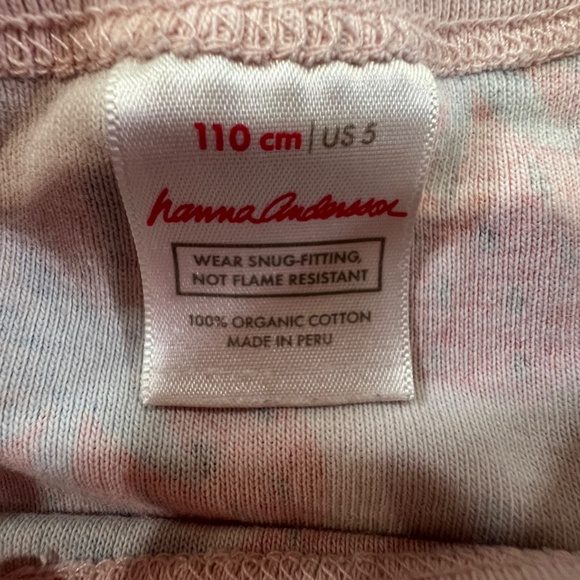 110 cm | US 5
hanna andersson
WEAR SNUG-FITTING,
NOT FLAME RESISTANT
100% ORGANIC COTTON
MADE IN PERU